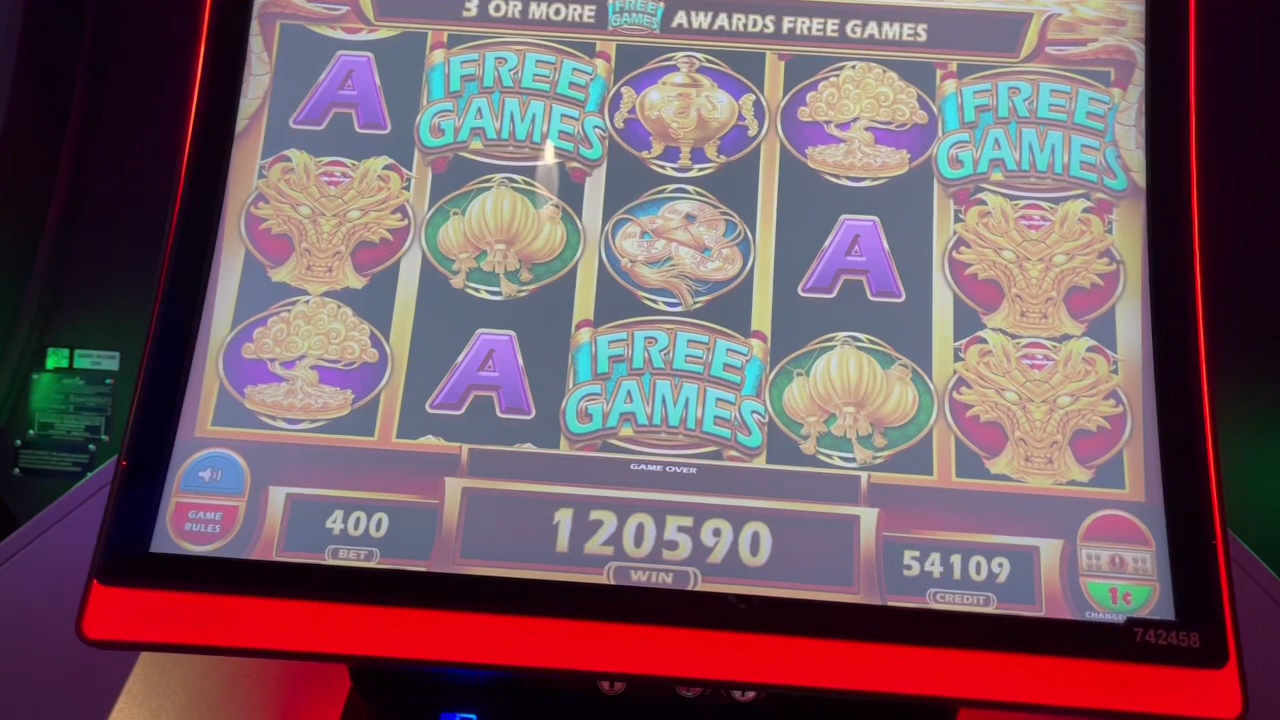 3 OR MORE FREE GAMES AWARDS FREE GAMES
A
FREE GAMES
FREE GAMES
A
A
FREE GAMES
GAME OVER
GAME RULES
400
BET
120590
WIN
54109
CREDIT
1¢
CHANGE
742458